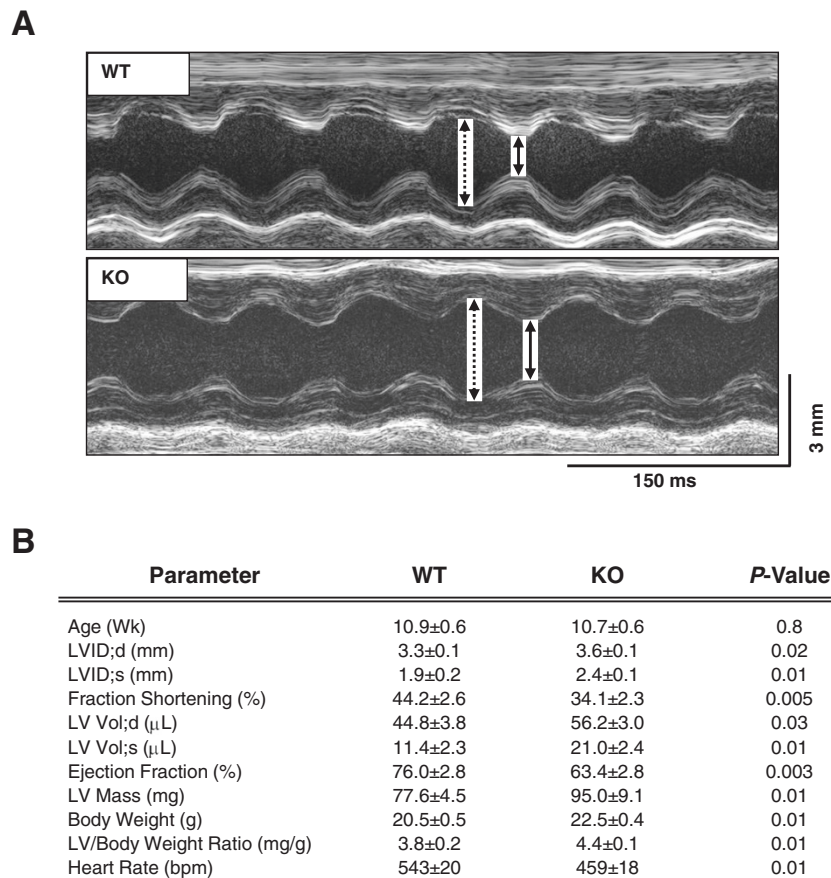 A
WT
KO
3 mm
150 ms
B
Parameter WT KO P-Value
Age (Wk) 10.9±0.6 10.7±0.6 0.8
LVID;d (mm) 3.3±0.1 3.6±0.1 0.02
LVID;s (mm) 1.9±0.2 2.4±0.1 0.01
Fraction Shortening (%) 44.2±2.6 34.1±2.3 0.005
LV Vol;d (μL) 44.8±3.8 56.2±3.0 0.03
LV Vol;s (μL) 11.4±2.3 21.0±2.4 0.01
Ejection Fraction (%) 76.0±2.8 63.4±2.8 0.003
LV Mass (mg) 77.6±4.5 95.0±9.1 0.01
Body Weight (g) 20.5±0.5 22.5±0.4 0.01
LV/Body Weight Ratio (mg/g) 3.8±0.2 4.4±0.1 0.01
Heart Rate (bpm) 543±20 459±18 0.01